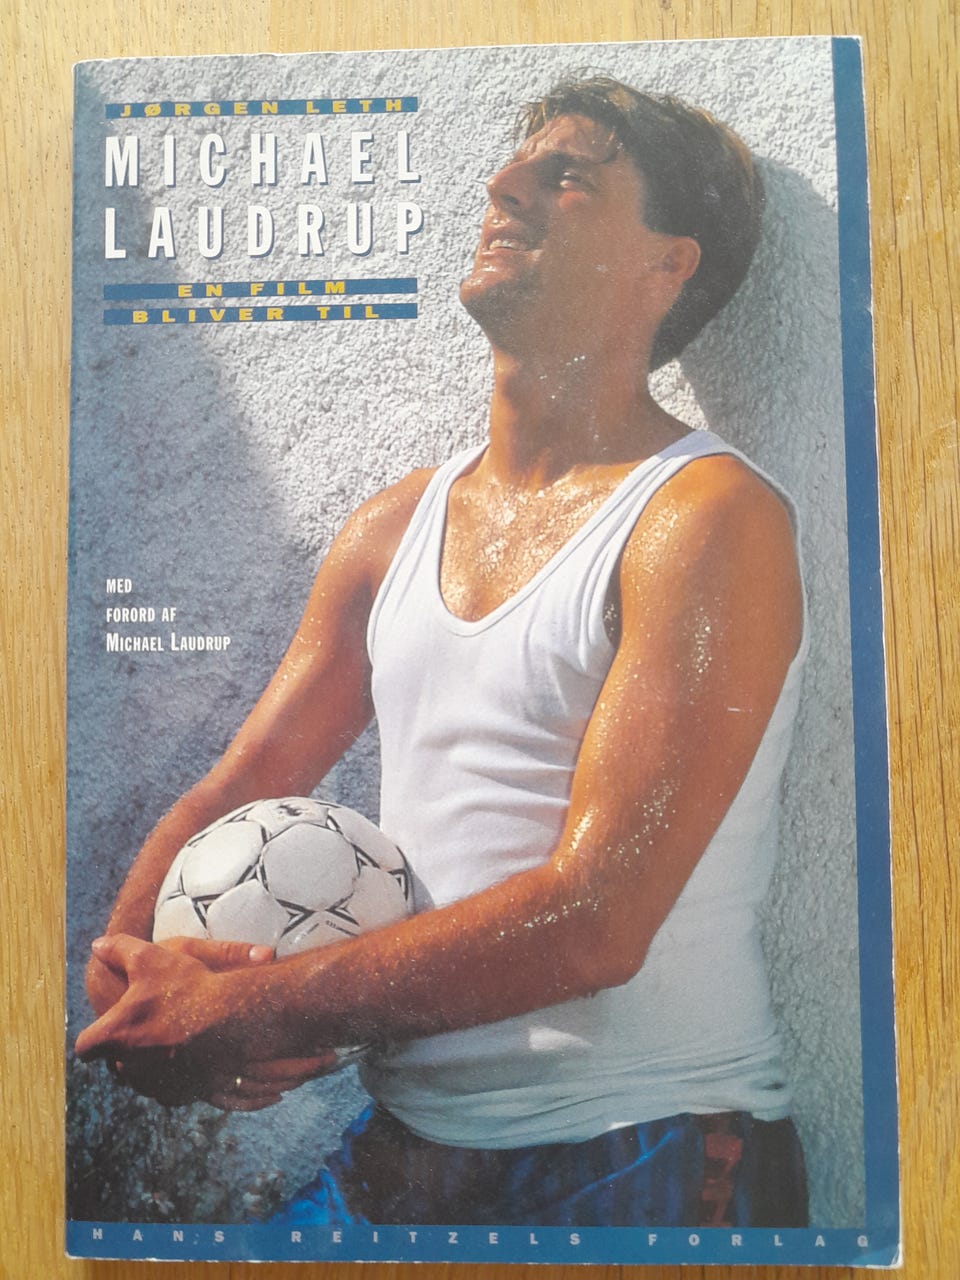 JØRGEN LETH
MICHAEL
LAUDRUP
EN FILM
BLIVER TIL
MED
FORORD AF
MICHAEL LAUDRUP
HANS REITZELS FORLAG